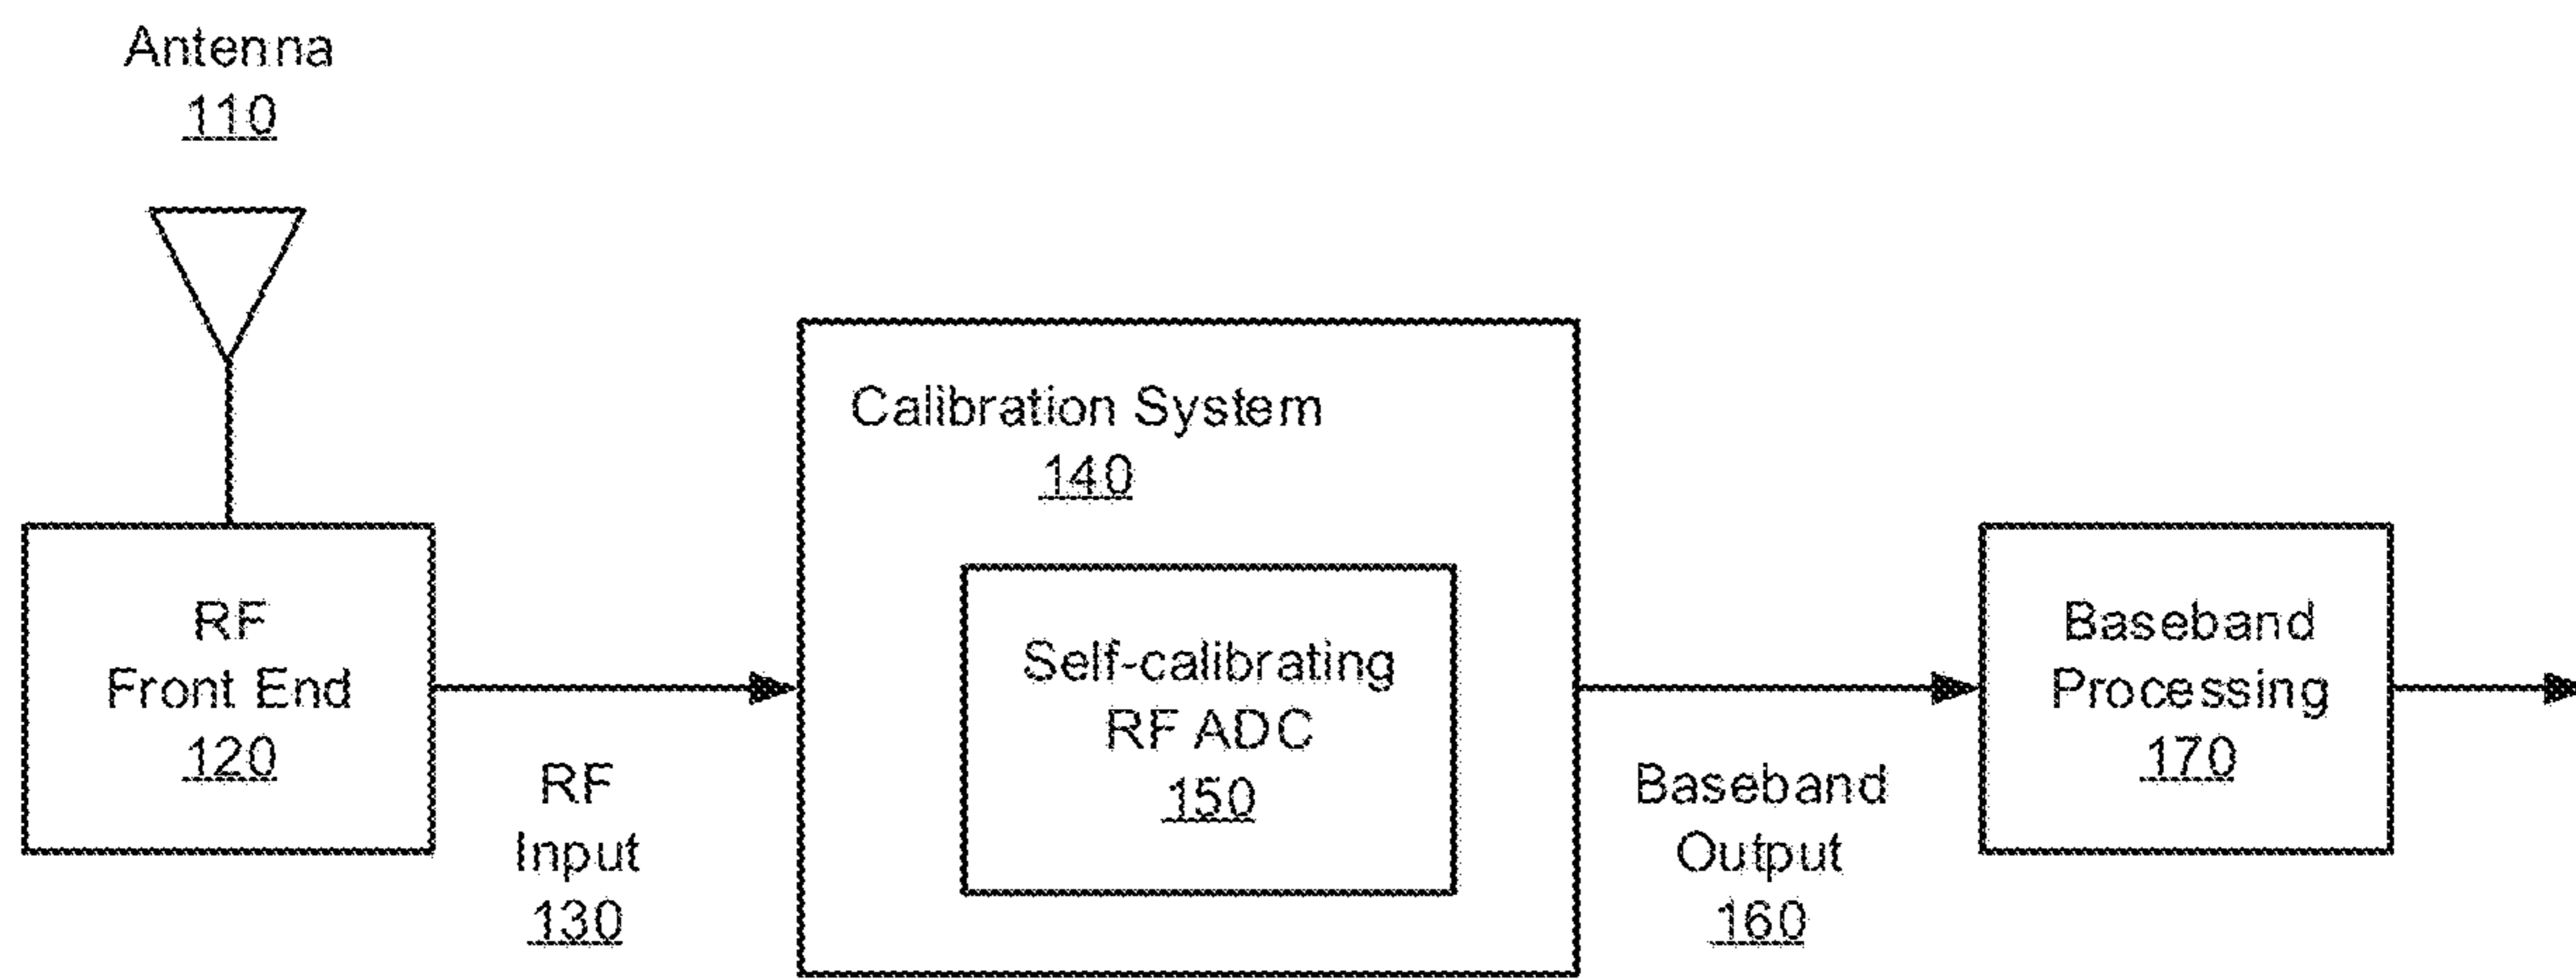 Antenna
110
RF
Front End
120
RF
Input
130
Calibration System
140
Self-calibrating
RF ADC
150
Baseband
Output
160
Baseband
Processing
170